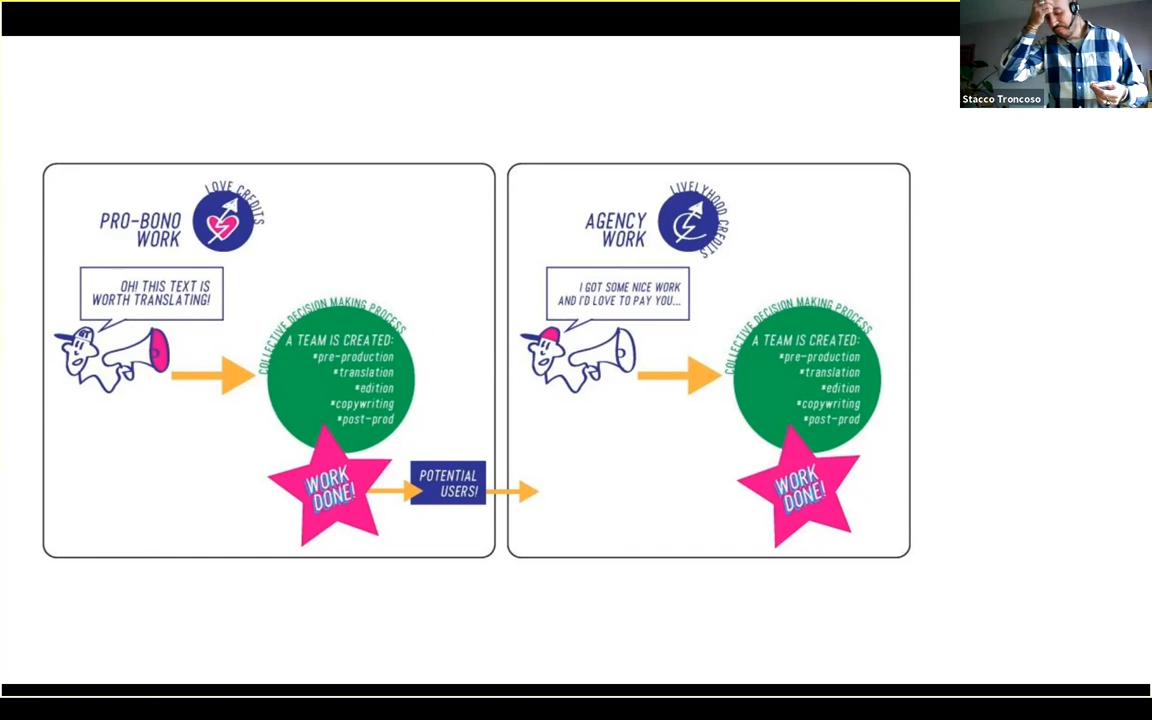 Stacco Troncoso
LOVE CREDITS
PRO-BONO
WORK
OH! THIS TEXT IS
WORTH TRANSLATING!
COLLECTIVE DECISION MAKING PROCESS
A TEAM IS CREATED:
*pre-production
*translation
*edition
*copywriting
*post-prod
WORK
DONE!
POTENTIAL
USERS!
LIVELYHOOD CREDITS
AGENCY
WORK
I GOT SOME NICE WORK
AND I'D LOVE TO PAY YOU...
COLLECTIVE DECISION MAKING PROCESS
A TEAM IS CREATED:
*pre-production
*translation
*edition
*copywriting
*post-prod
WORK
DONE!